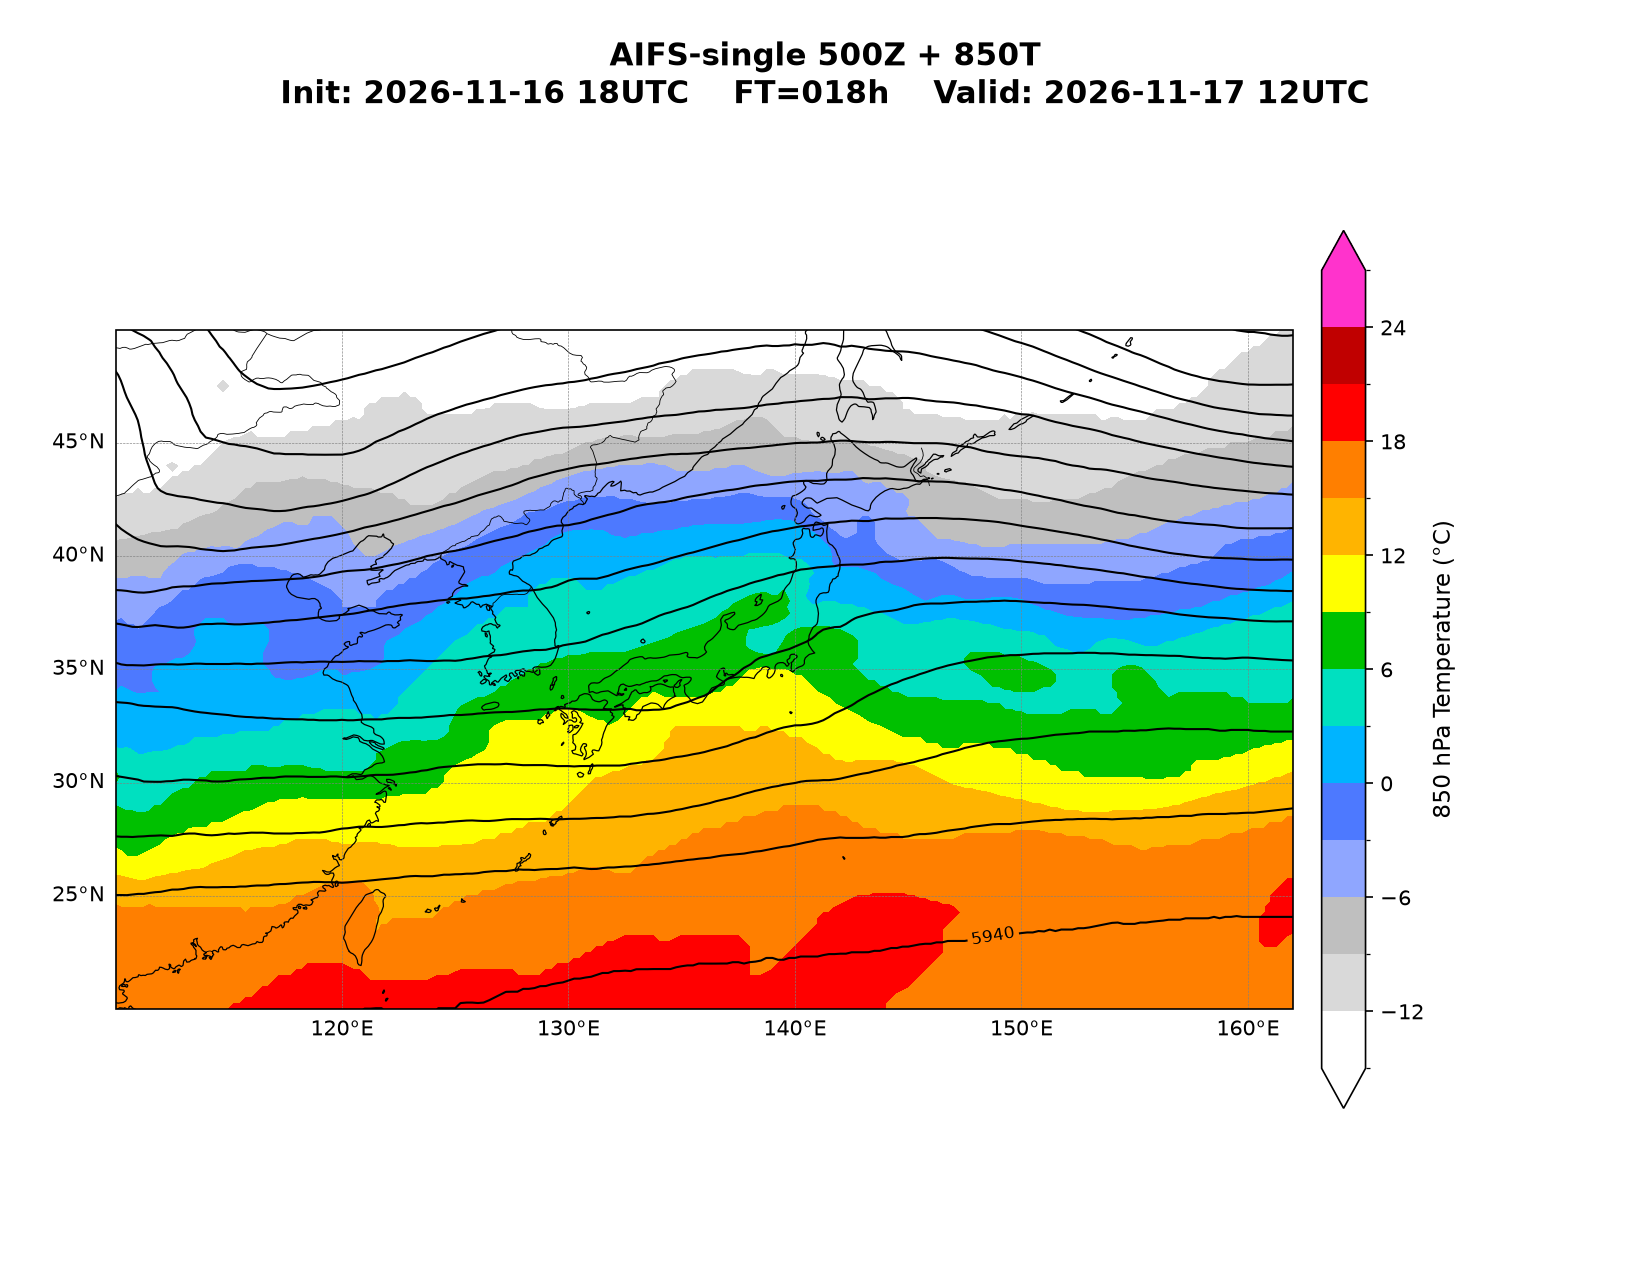 AIFS-single 500Z + 850T
Init: 2026-11-16 18UTC    FT=018h    Valid: 2026-11-17 12UTC
45°N
40°N
35°N
30°N
25°N
120°E
130°E
140°E
150°E
160°E
5940
24
18
12
6
0
−6
−12
850 hPa Temperature (°C)